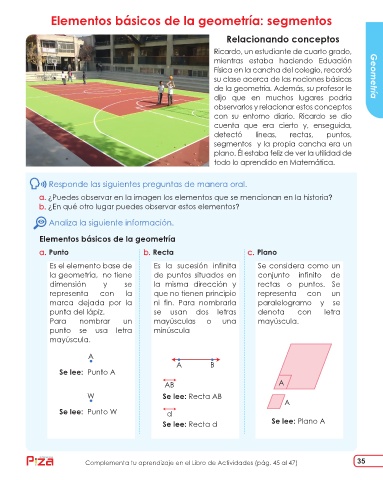 Elementos básicos de la geometría: segmentos
Relacionando conceptos
Ricardo, un estudiante de cuarto grado,
mientras estaba haciendo Eduación
Física en la cancha del colegio, recordó
su clase acerca de las nociones básicas
de la geometría. Además, su profesor le
dijo que en muchos lugares podría
observarlos y relacionar estos conceptos
con su entorno diario. Ricardo se dio
cuenta que era cierto y, enseguida,
detectó líneas, rectas, puntos,
segmentos y la propia cancha era un
plano. Él estaba feliz de ver la utilidad de
todo lo aprendido en Matemática.
Geometría
Responde las siguientes preguntas de manera oral.
a. ¿Puedes observar en la imagen los elementos que se mencionan en la historia?
b. ¿En qué otro lugar puedes observar estos elementos?
Analiza la siguiente información.
Elementos básicos de la geometría
a. Punto
Es el elemento base de
la geometría, no tiene
dimensión y se
representa con la
marca dejada por la
punta del lápiz.
Para nombrar un
punto se usa letra
mayúscula.
A
Se lee: Punto A
W
Se lee: Punto W
b. Recta
Es la sucesión infinita
de puntos situados en
la misma dirección y
que no tienen principio
ni fin. Para nombrarla
se usan dos letras
mayúsculas o una
minúscula
A B
AB
Se lee: Recta AB
d
Se lee: Recta d
c. Plano
Se considera como un
conjunto infinito de
rectas o puntos. Se
representa con un
paralelogramo y se
denota con letra
mayúscula.
A
A
Se lee: Plano A
Complementa tu aprendizaje en el Libro de Actividades (pág. 45 al 47)
35